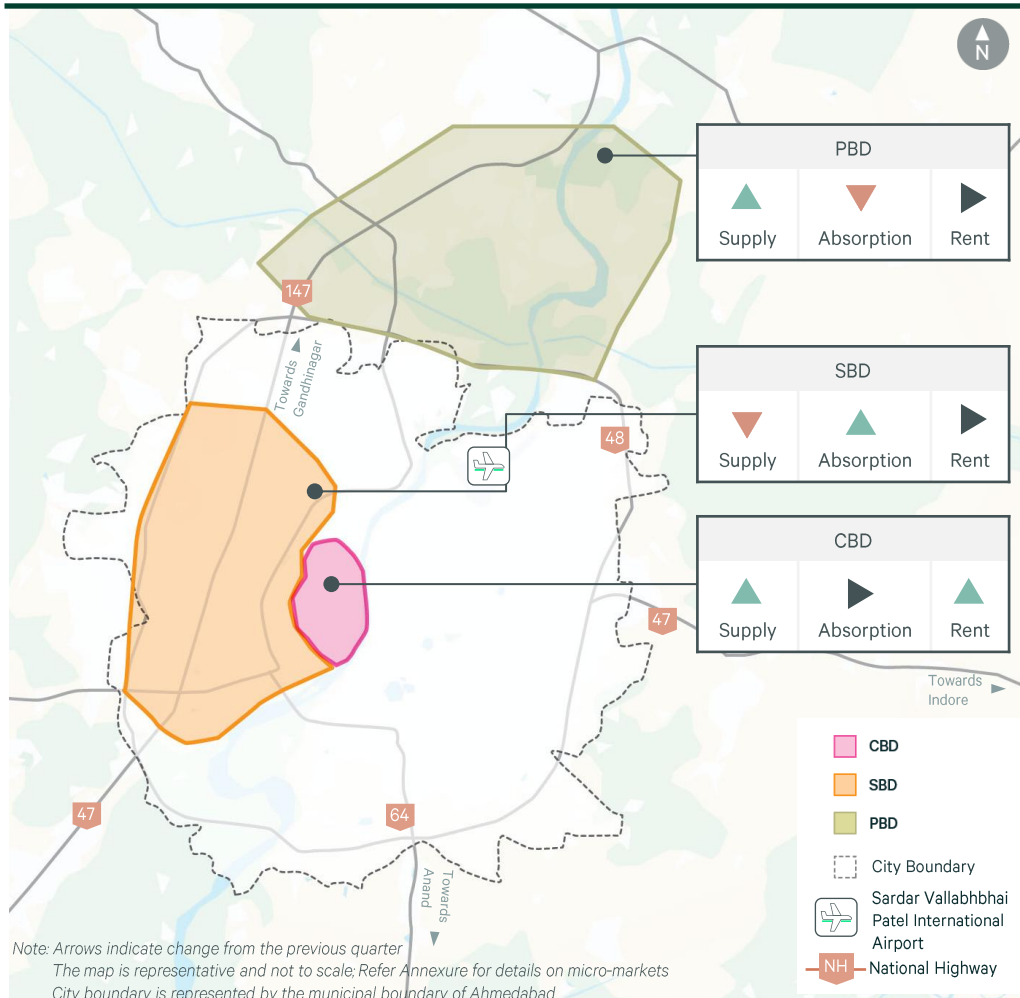 N
PBD
Supply
Absorption
Rent
147
Towards
Gandhinagar
SBD
Supply
Absorption
Rent
48
CBD
Supply
Absorption
Rent
47
Towards
Indore
CBD
SBD
PBD
City Boundary
Sardar Vallabhbhai
Patel International
Airport
NH
National Highway
47
64
Towards
Anand
Note: Arrows indicate change from the previous quarter
The map is representative and not to scale; Refer Annexure for details on micro-markets
City boundary is represented by the municipal boundary of Ahmedabad